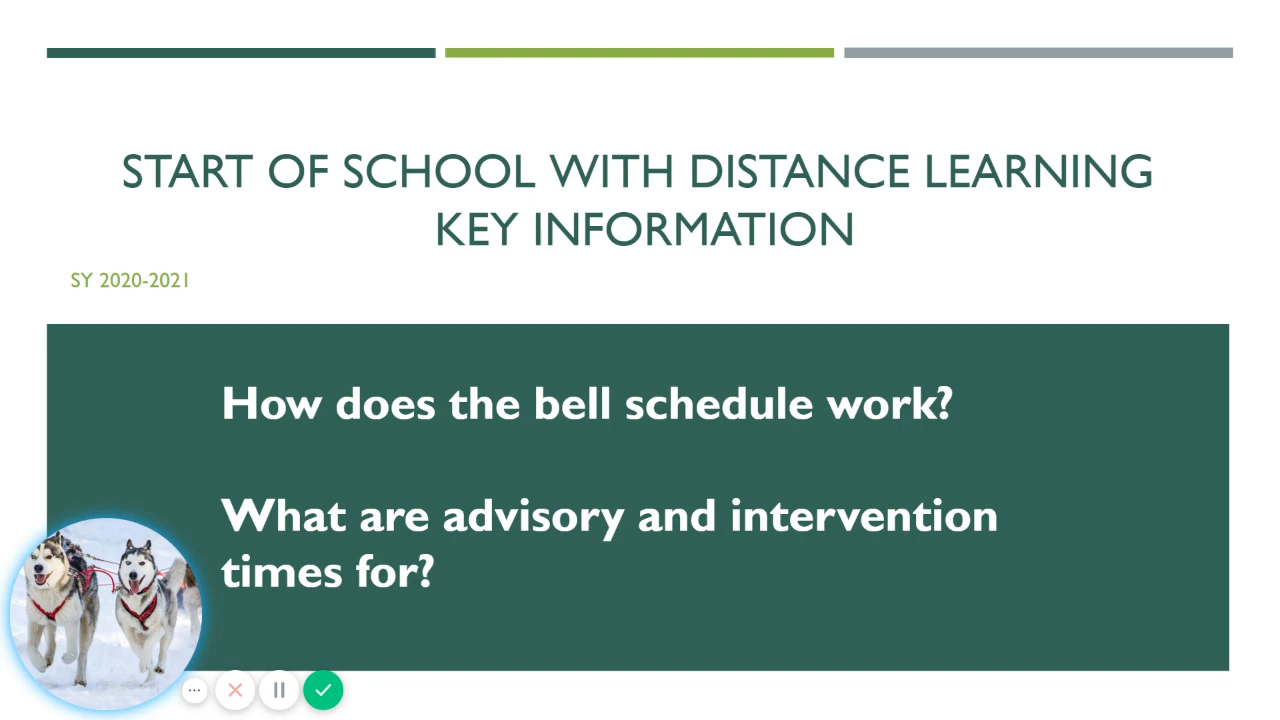 START OF SCHOOL WITH DISTANCE LEARNING
KEY INFORMATION
SY 2020-2021
How does the bell schedule work?
What are advisory and intervention
times for?